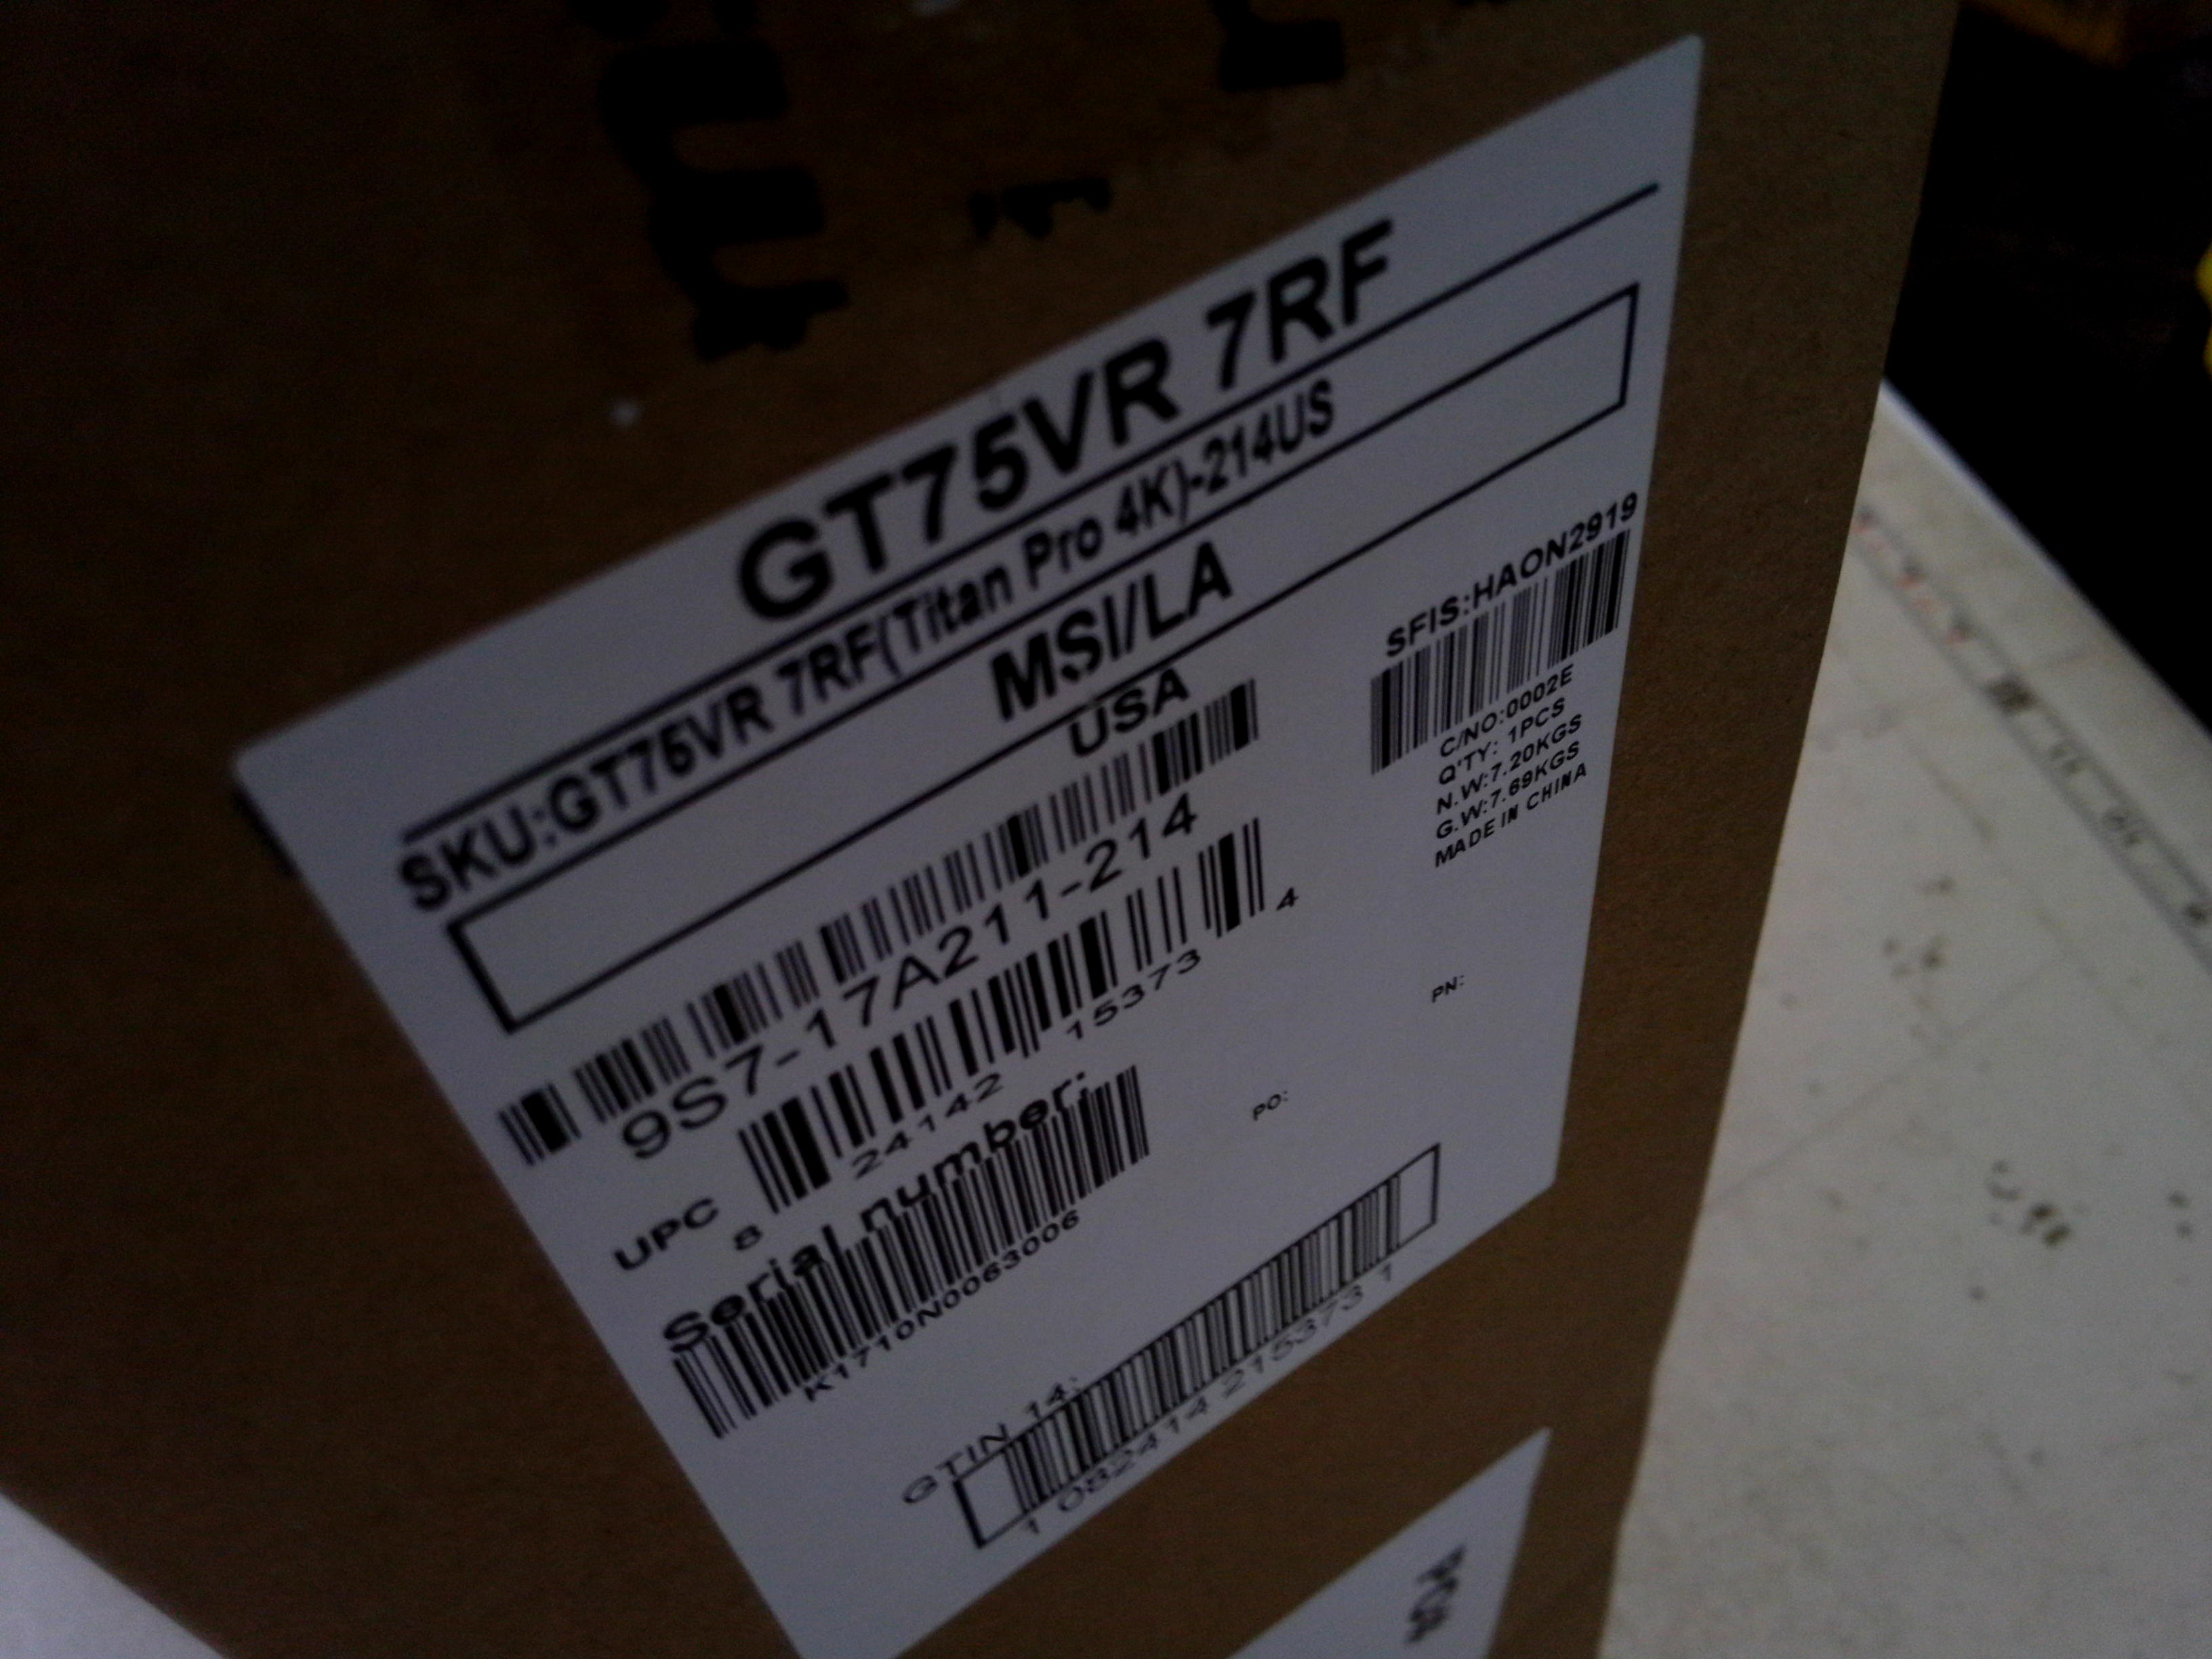 GT75VR 7RF
SKU:GT75VR 7RF(Titan Pro 4K)-214US
MSI/LA
USA
9S7-17A211-214
UPC
8 24142 15373 4
Serial number:
K1710N0063006
SFIS:HAON2919
C/NO:0002E
Q'TY: 1PCS
N.W:7.20KGS
G.W:7.69KGS
MADE IN CHINA
PN:
PO:
GTIN 14:
1 0824142 15373 1